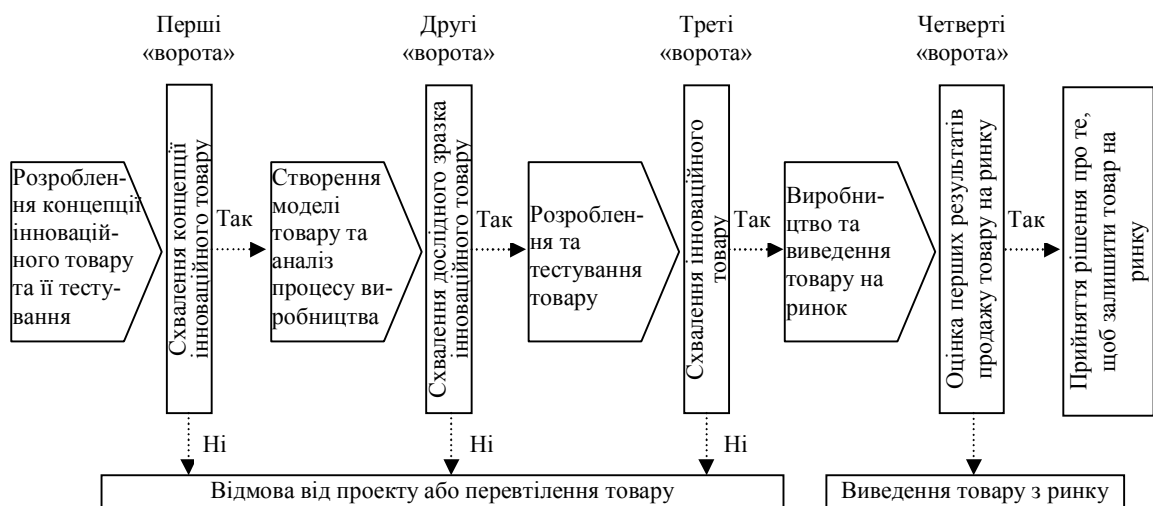 Перші
«ворота»
Другі
«ворота»
Треті
«ворота»
Четверті
«ворота»
Розроблен-
ня концепції
інновацій-
ного товару
та її тесту-
вання
Схвалення концепції
інноваційного товару
Так
Створення
моделі
товару та
аналіз
процесу ви-
робництва
Схвалення дослідного зразка
інноваційного товару
Так
Розроблен-
ня та
тестування
товару
Схвалення інноваційного
товару
Так
Виробни-
цтво та
виведення
товару на
ринок
Оцінка перших результатів
продажу товару на ринку
Так
Прийняття рішення про те,
щоб залишити товар на
ринку
Ні
Ні
Ні
Відмова від проекту або перевтілення товару
Виведення товару з ринку